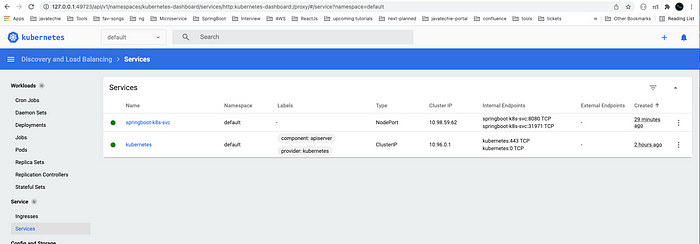 127.0.0.1:49723/api/v1/namespaces/kubernetes-dashboard/services/http:kubernetes-dashboard:/proxy/#/service?namespace=default
Apps
javatechie
Tools
fav-songs
np
Microservice
SpringBoot
Interview
AWS
ReactJs
upcoming tutorials
next-planned
javatechie-portal
confluence
tools
tickets
»
Other Bookmarks
Reading List
kubernetes
default
Search
Discovery and Load Balancing > Services
Workloads N
Cron Jobs
Daemon Sets
Deployments
Jobs
Pods
Replica Sets
Replication Controllers
Stateful Sets
Service N
Ingresses
Services
Config and Storage
Services
Name Namespace Labels Type Cluster IP Internal Endpoints External Endpoints Created ↑
springboot-k8s-svc default - NodePort 10.98.59.62 springboot-k8s-svc:8080 TCP - 29 minutes
springboot-k8s-svc:31971 TCP ago
kubernetes default component: apiserver ClusterIP 10.96.0.1 kubernetes:443 TCP - 2 hours ago
provider: kubernetes kubernetes:0 TCP